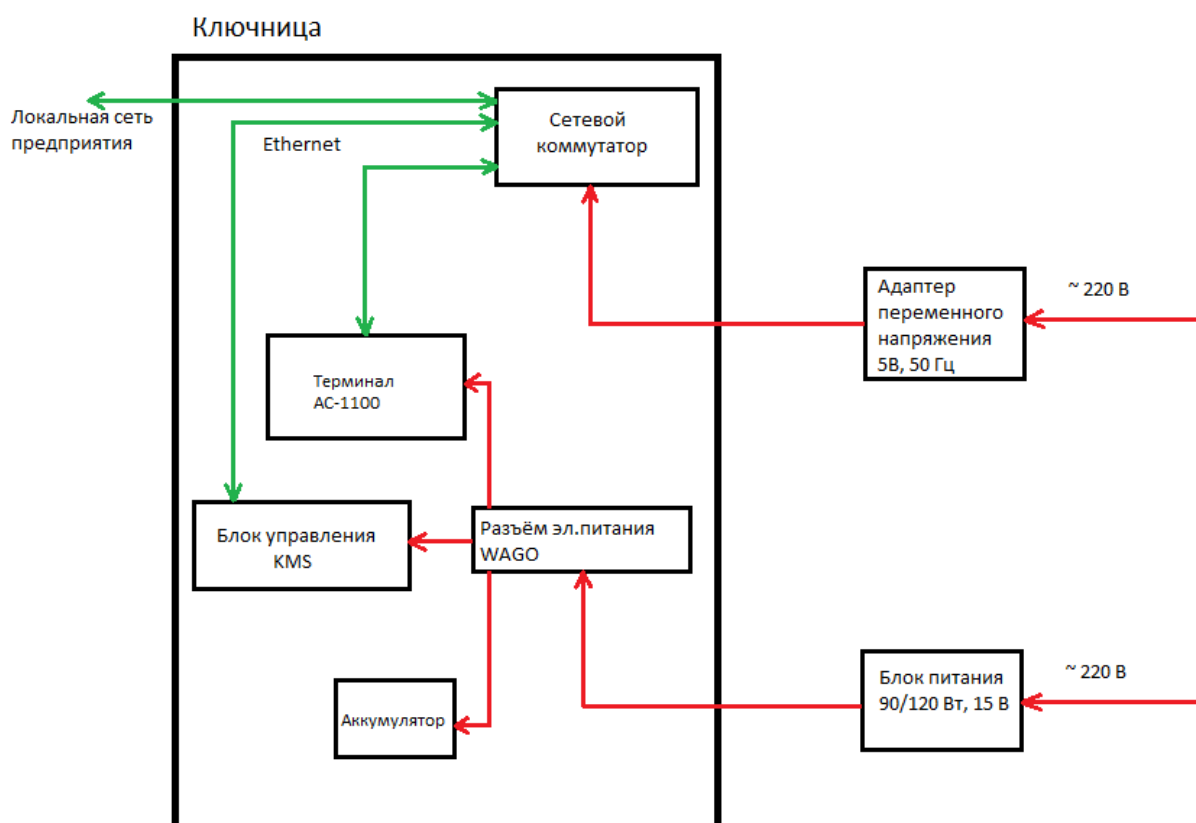 Ключница
Локальная сеть
предприятия
Ethernet
Сетевой
коммутатор
Адаптер
переменного
напряжения
5В, 50 Гц
~ 220 В
Терминал
АС-1100
Блок управления
KMS
Разъём эл.питания
WAGO
Аккумулятор
Блок питания
90/120 Вт, 15 В
~ 220 В